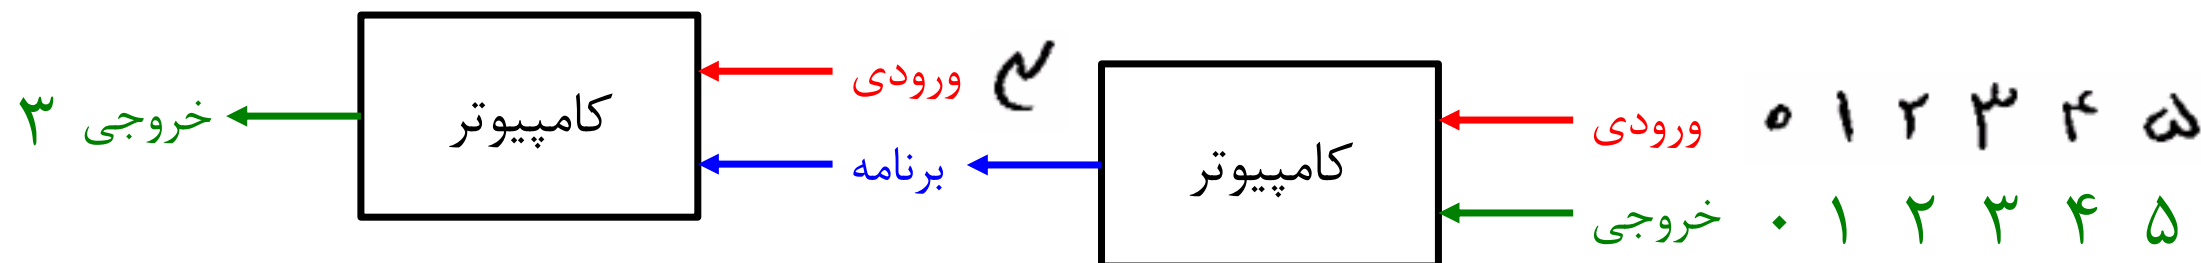 ورودی ۰ ۱ ۲ ۳ ۴ ۵
خروجی ۰ ۱ ۲ ۳ ۴ ۵
کامپیوتر
ورودی
برنامه
کامپیوتر
خروجی ۳